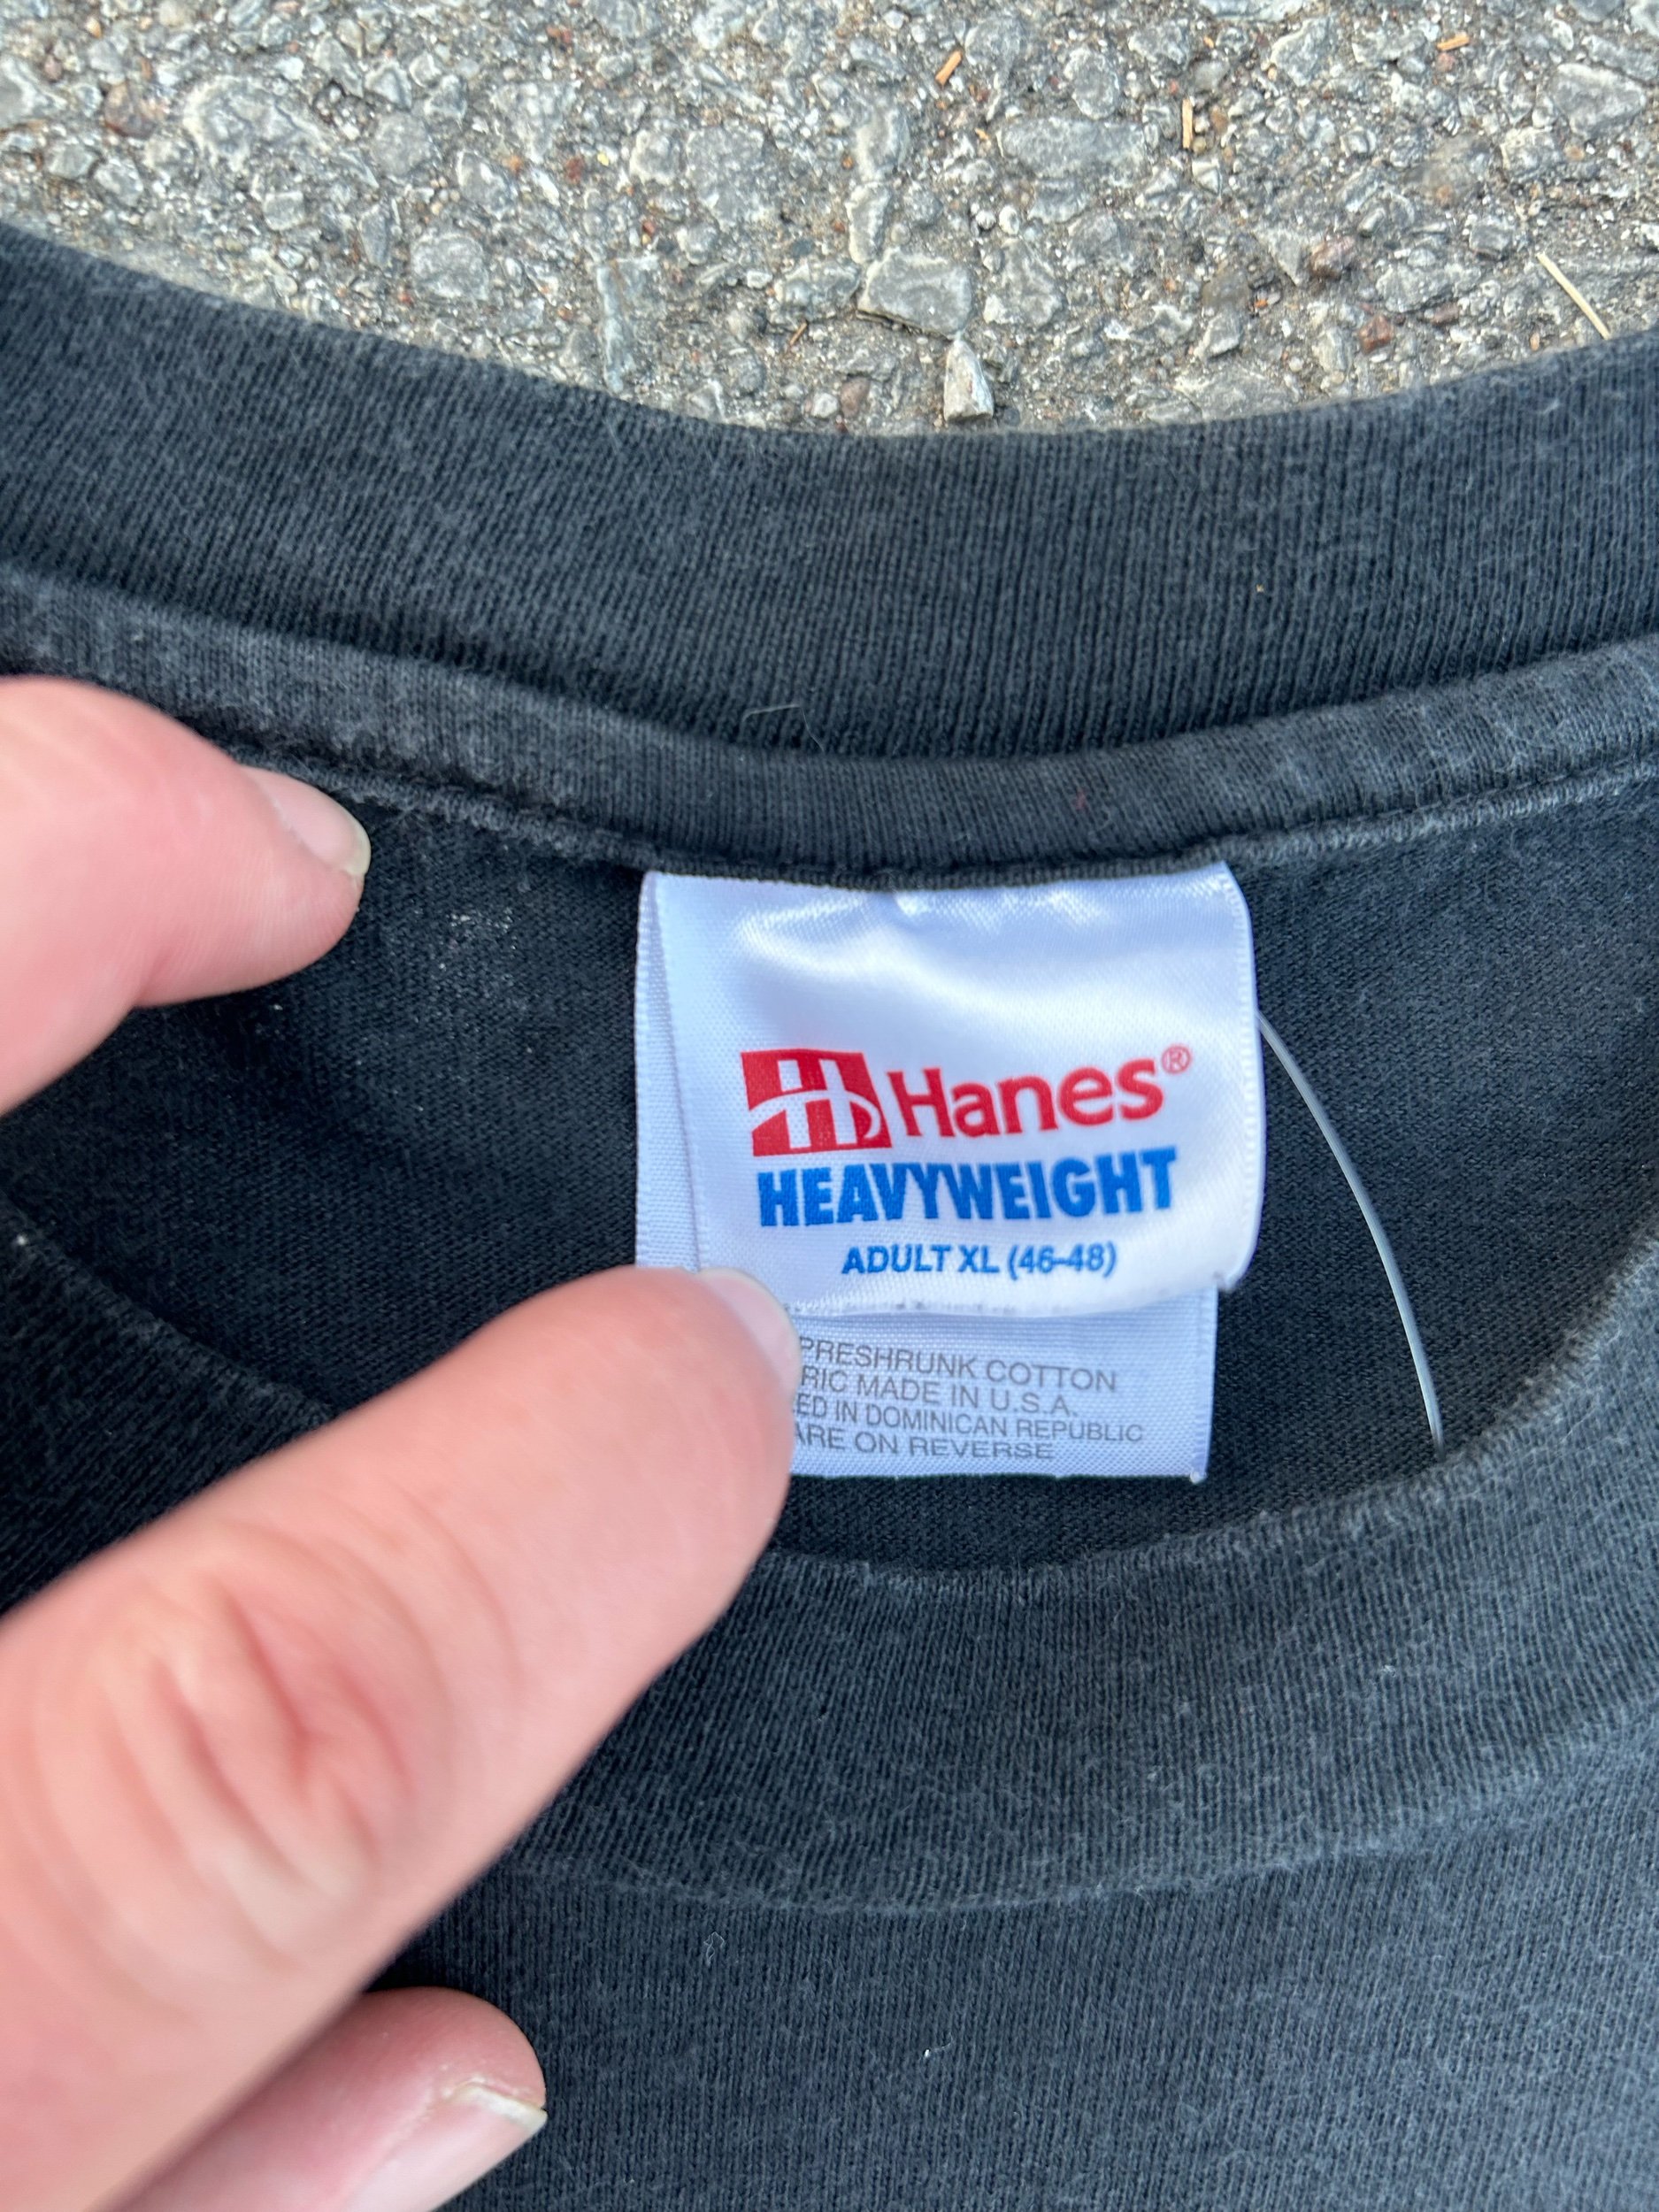 Hanes®
HEAVYWEIGHT
ADULT XL (46-48)
PRESHRUNK COTTON
MADE IN U.S.A.
IN DOMINICAN REPUBLIC
ON REVERSE